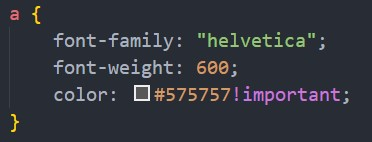 a {
font-family: "helvetica";
font-weight: 600;
color: #575757!important;
}